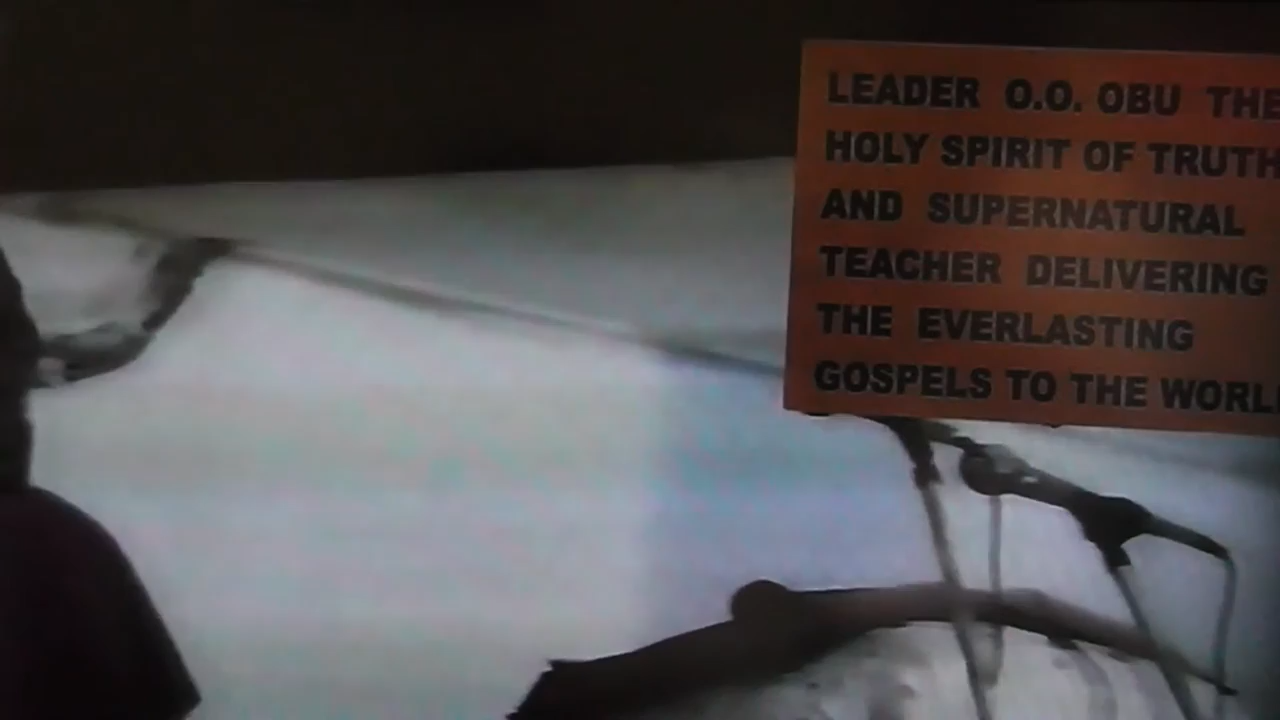 LEADER O.O. OBU THE
HOLY SPIRIT OF TRUTH
AND SUPERNATURAL
TEACHER DELIVERING
THE EVERLASTING
GOSPELS TO THE WORL